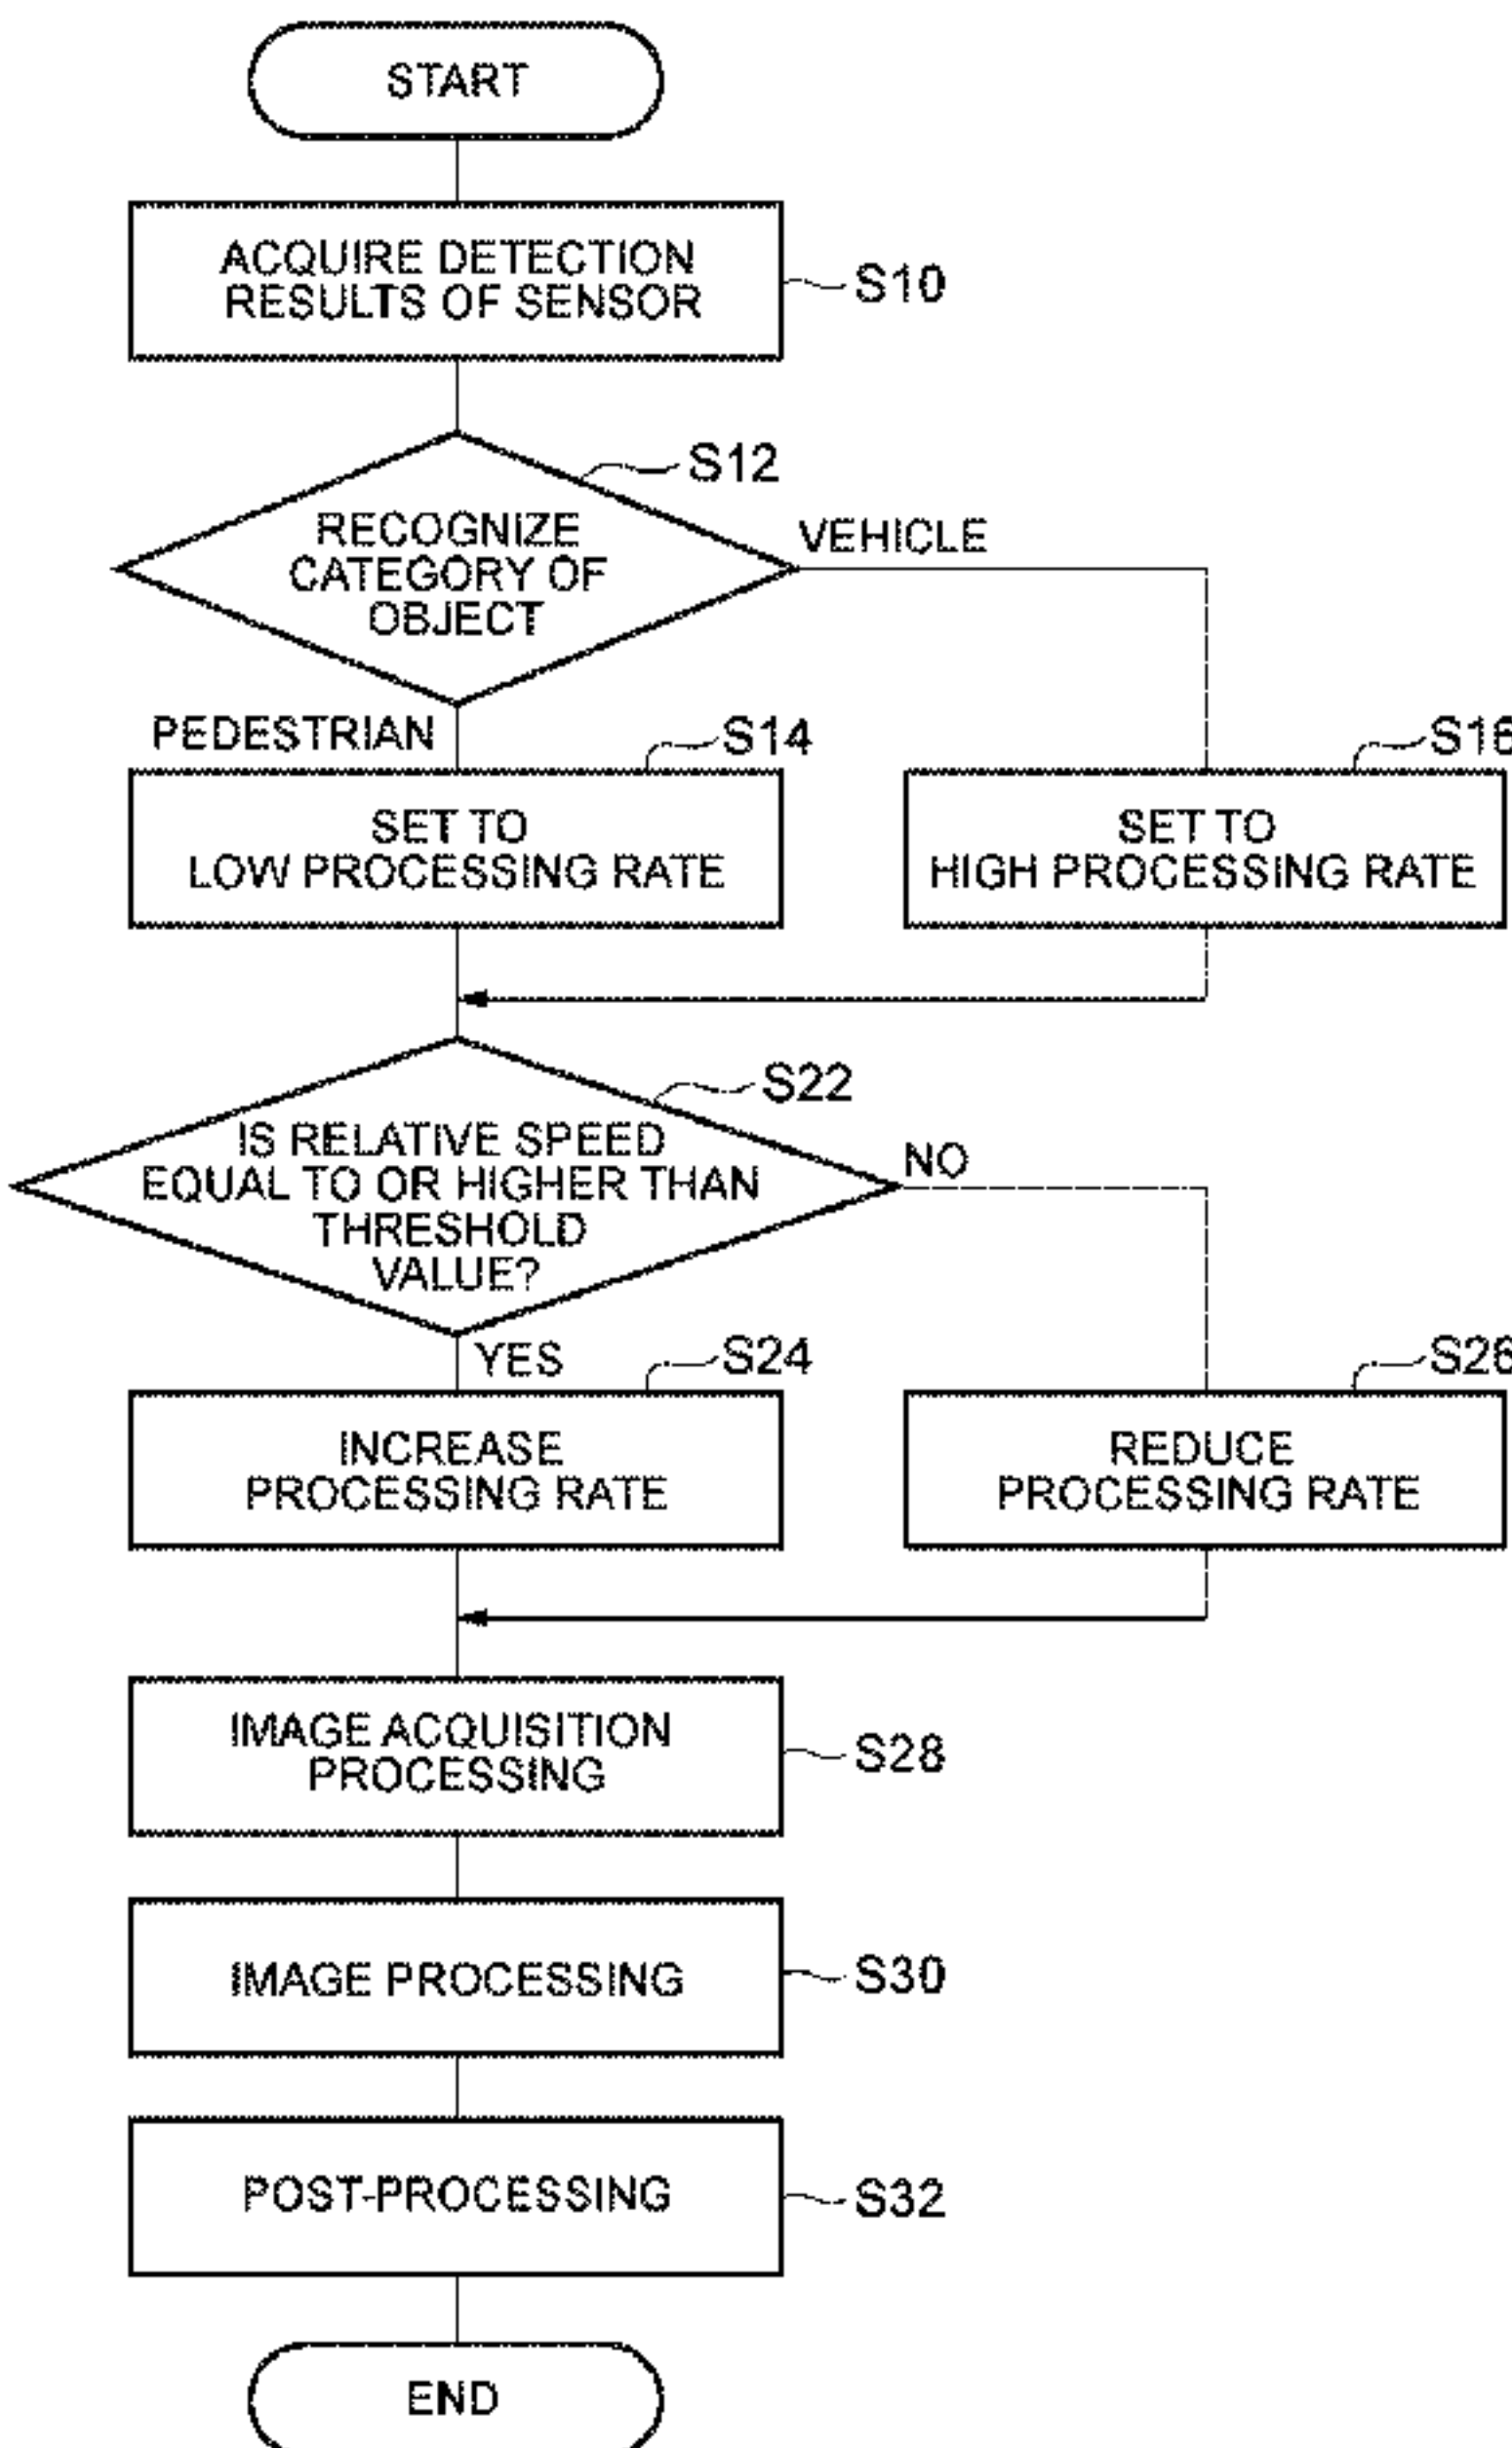 START
ACQUIRE DETECTION
RESULTS OF SENSOR
S10
S12
RECOGNIZE
CATEGORY OF
OBJECT
VEHICLE
PEDESTRIAN
S14
S16
SET TO
LOW PROCESSING RATE
SET TO
HIGH PROCESSING RATE
S22
IS RELATIVE SPEED
EQUAL TO OR HIGHER THAN
THRESHOLD
VALUE?
NO
YES
S24
S26
INCREASE
PROCESSING RATE
REDUCE
PROCESSING RATE
IMAGE ACQUISITION
PROCESSING
S28
IMAGE PROCESSING
S30
POST-PROCESSING
S32
END